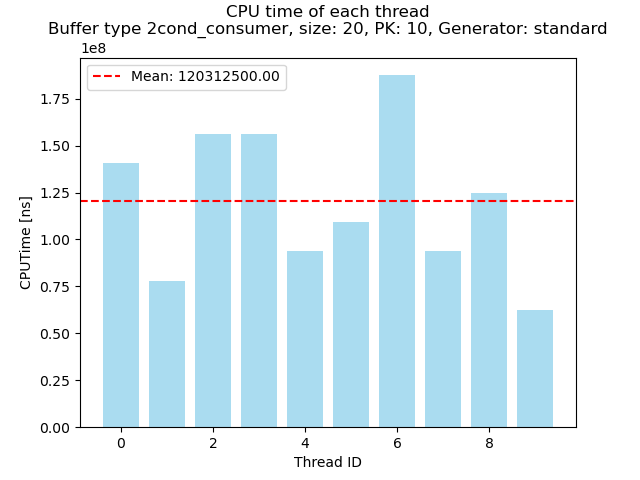 CPU time of each thread
Buffer type 2cond_consumer, size: 20, PK: 10, Generator: standard
1e8
Mean: 120312500.00
1.75
1.50
1.25
1.00
0.75
0.50
0.25
0.00
CPUTime [ns]
0 2 4 6 8
Thread ID